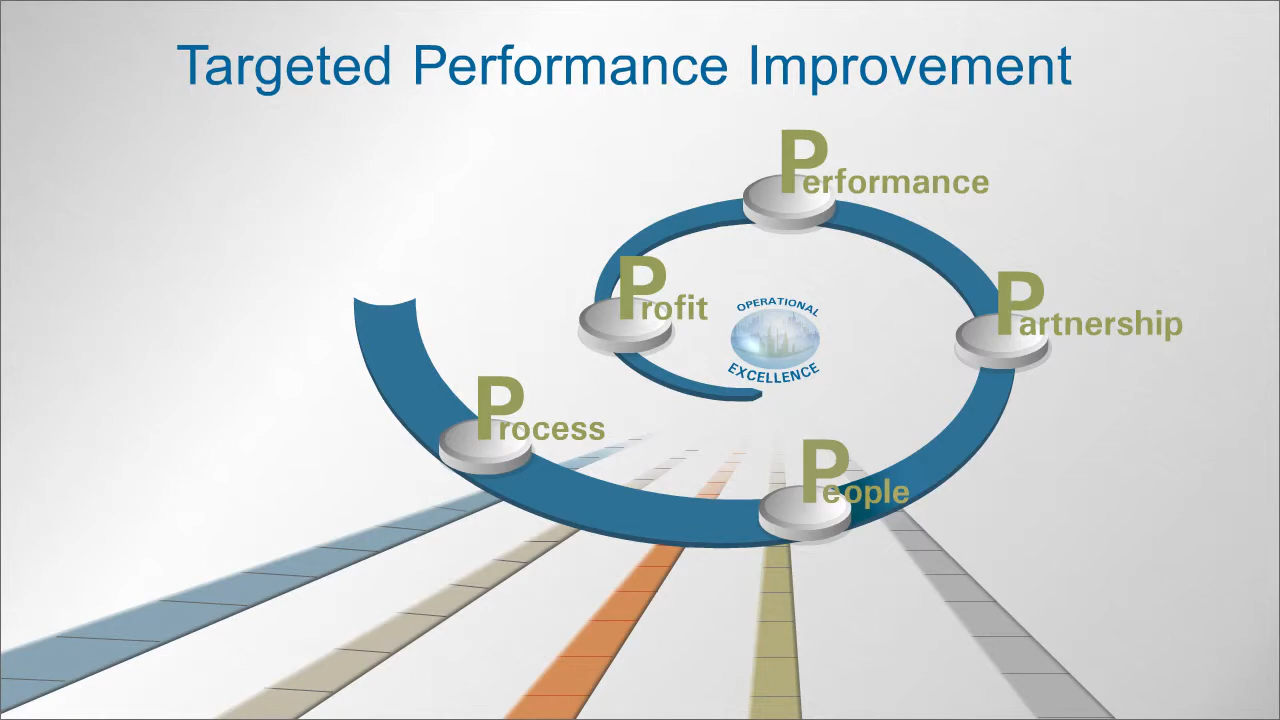 Targeted Performance Improvement
Performance
Profit
Partnership
OPERATIONAL
EXCELLENCE
Process
People